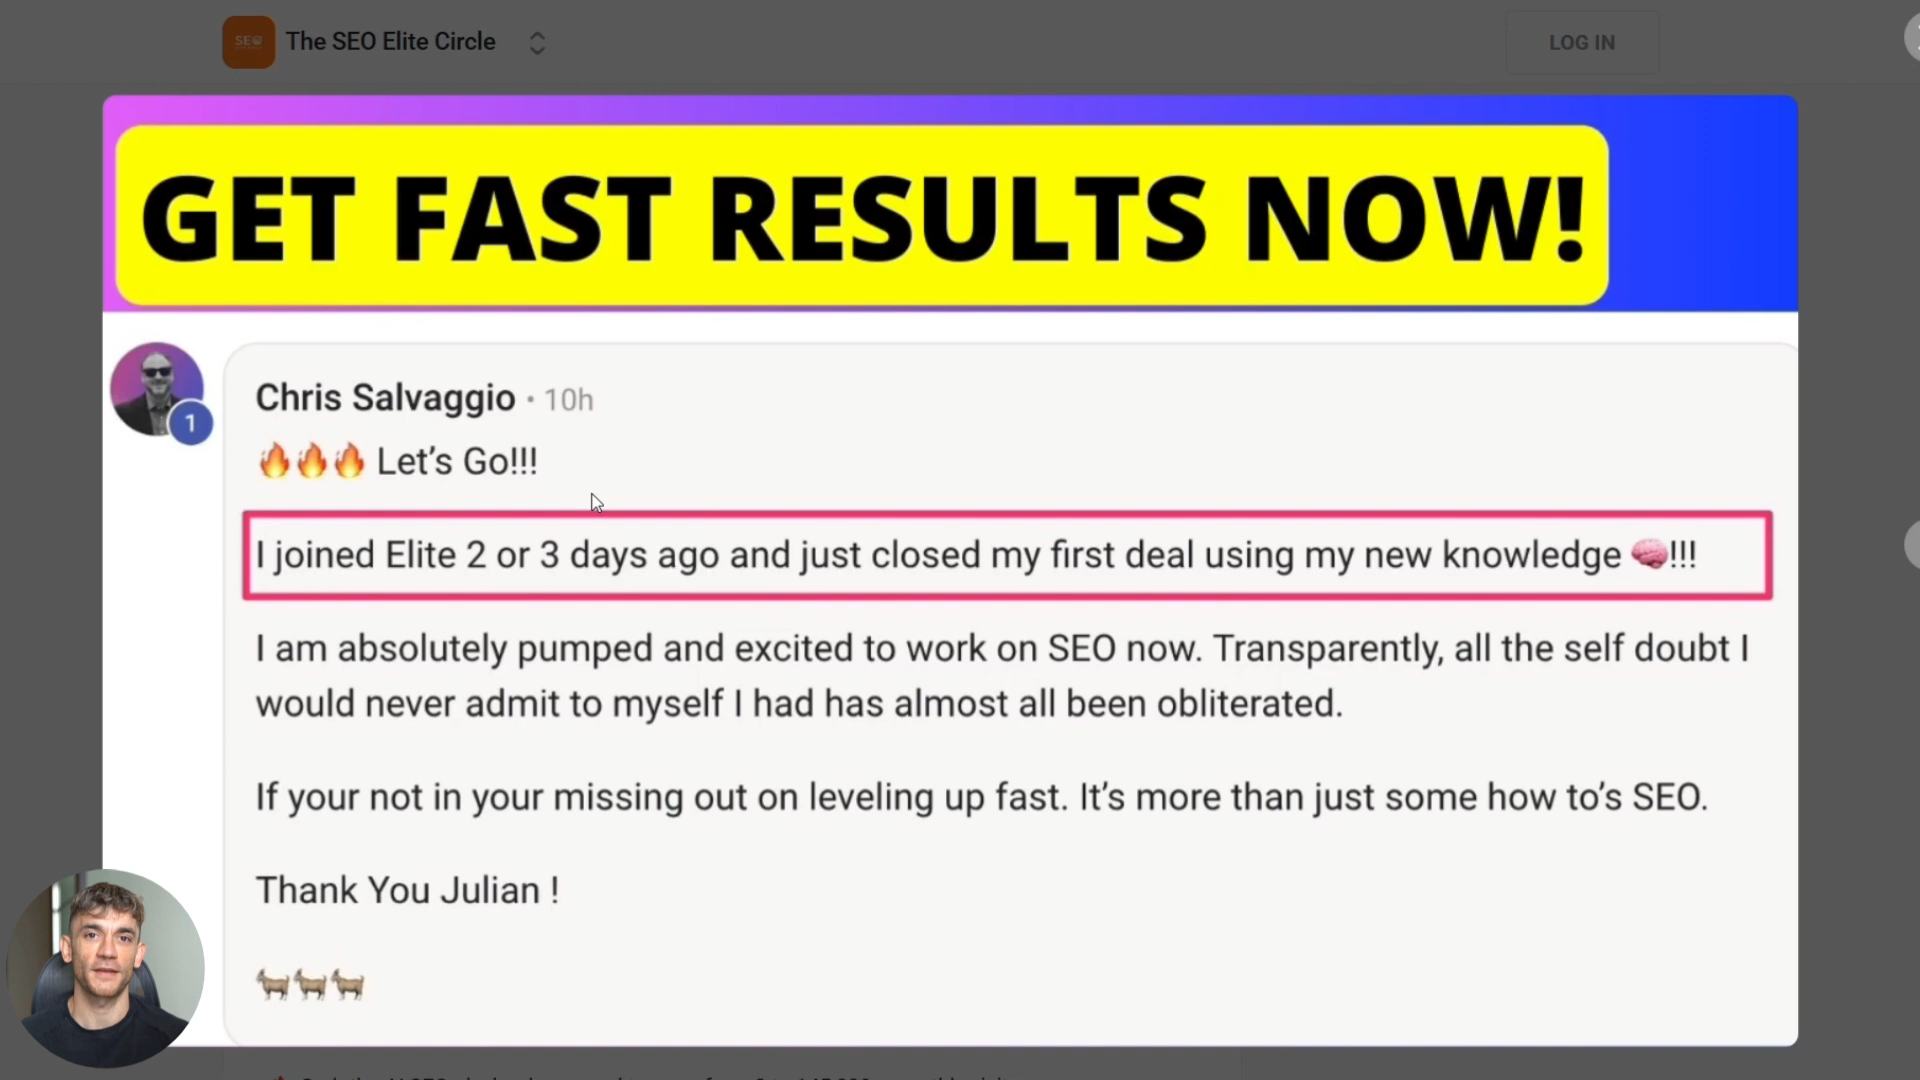 SEO
The SEO Elite Circle
LOG IN
GET FAST RESULTS NOW!
Chris Salvaggio • 10h
1
🔥🔥🔥 Let’s Go!!!
I joined Elite 2 or 3 days ago and just closed my first deal using my new knowledge 🧠!!!
I am absolutely pumped and excited to work on SEO now. Transparently, all the self doubt I
would never admit to myself I had has almost all been obliterated.
If your not in your missing out on leveling up fast. It’s more than just some how to’s SEO.
Thank You Julian !
🐐🐐🐐